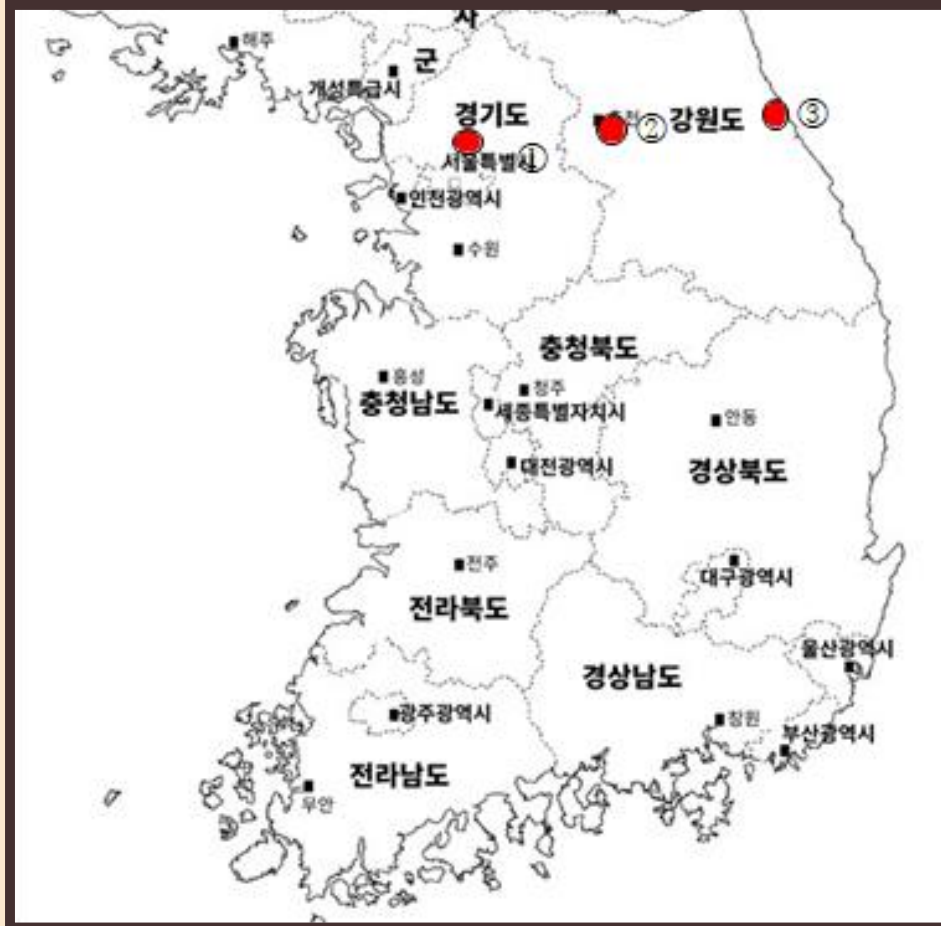 자
해주
군
개성특급시
경기도
②
강원도
③
서울특별시
①
인천광역시
수원
충청북도
홍성
청주
충청남도
세종특별자치시
안동
대전광역시
경상북도
전주
대구광역시
전라북도
울산광역시
경상남도
광주광역시
창원
부산광역시
전라남도
무안